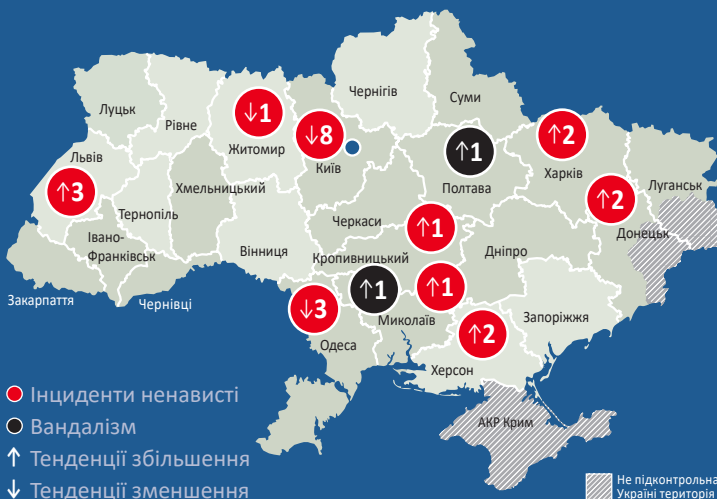 Чернігів
Суми
Луцьк
Рівне
↓1
Житомир
↓8
Київ
↑1
Полтава
↑2
Харків
Львів
↑3
Хмельницький
Луганськ
↑2
Тернопіль
Черкаси
↑1
Донецьк
Івано-
Франківськ
Вінниця
Кропивницький
Дніпро
Закарпаття
Чернівці
↓3
↑1
↑1
Миколаїв
Запоріжжя
↑2
Одеса
Херсон
АКР Крим
Інциденти ненависті
Вандалізм
↑ Тенденції збільшення
↓ Тенденції зменшення
Не підконтрольна
Україні територія